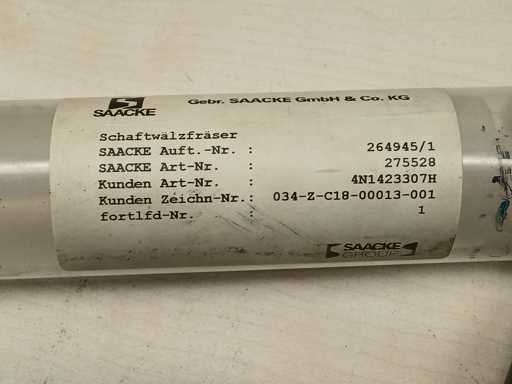 SAACKE
Gebr. SAACKE GmbH & Co. KG
Schaftwälzfräser
SAACKE Auft.-Nr. : 264945/1
SAACKE Art-Nr. : 275528
Kunden Art-Nr. : 4N1423307H
Kunden Zeichn-Nr.: 034-Z-C18-00013-001
fortlfd-Nr. : 1
SAACKE
GROUP